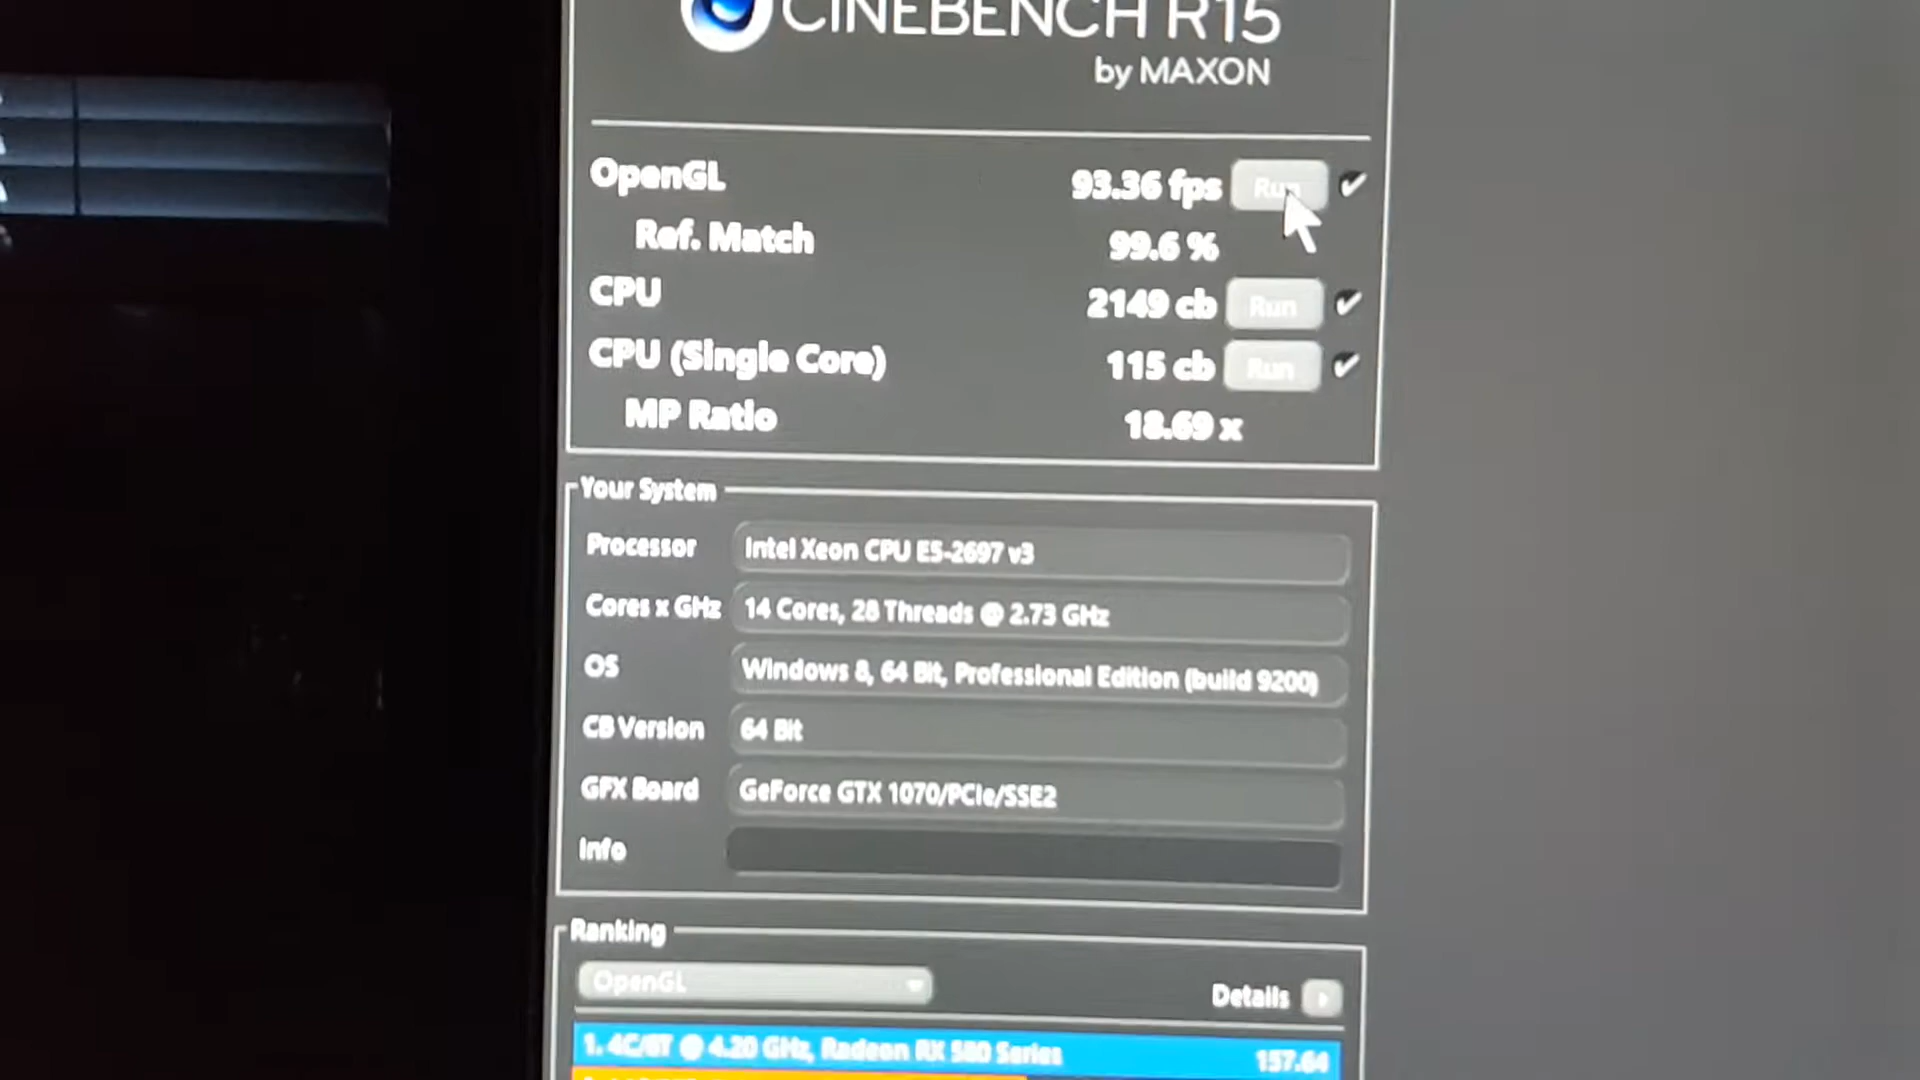 CINEBENCH R15
by MAXON
OpenGL 93.36 fps Run
Ref. Match 99.6 %
CPU 2149 cb Run
CPU (Single Core) 115 cb Run
MP Ratio 18.69 x
Your System
Processor Intel Xeon CPU E5-2697 v3
Cores x GHz 14 Cores, 28 Threads @ 2.73 GHz
OS Windows 8, 64 Bit, Professional Edition (build 9200)
CB Version 64 Bit
GFX Board GeForce GTX 1070/PCIe/SSE2
Info
Ranking
OpenGL Details
1. 4C/8T @ 4.20 GHz, Radeon RX 580 Series 157.64